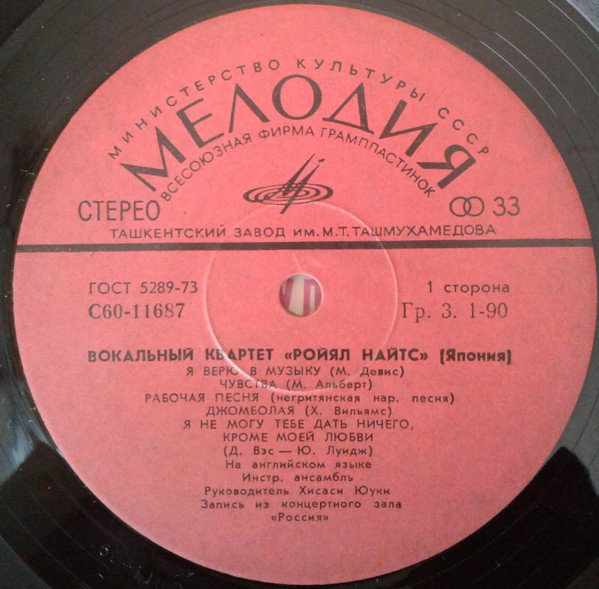 МИНИСТЕРСТВО КУЛЬТУРЫ СССР
МЕЛОДИЯ
ВСЕСОЮЗНАЯ ФИРМА ГРАМПЛАСТИНОК
СТЕРЕО
33
ТАШКЕНТСКИЙ ЗАВОД ИМ. М.Т. ТАШМУХАМЕДОВА
ГОСТ 5289-73
1 сторона
С60-11687
Гр. 3. 1-90
ВОКАЛЬНЫЙ КВАРТЕТ «РОЙЯЛ НАЙТС» (Япония)
Я ВЕРЮ В МУЗЫКУ (М. Девис)
ЧУВСТВА (М. Альберт)
РАБОЧАЯ ПЕСНЯ (негритянская нар. песня)
ДЖОМБОЛАЯ (Х. Вильямс)
Я НЕ МОГУ ТЕБЕ ДАТЬ НИЧЕГО,
КРОМЕ МОЕЙ ЛЮБВИ
(Д. Вэс — Ю. Луидж)
На английском языке
Инстр. ансамбль
Руководитель Хисаси Юуки
Запись из концертного зала
«Россия»